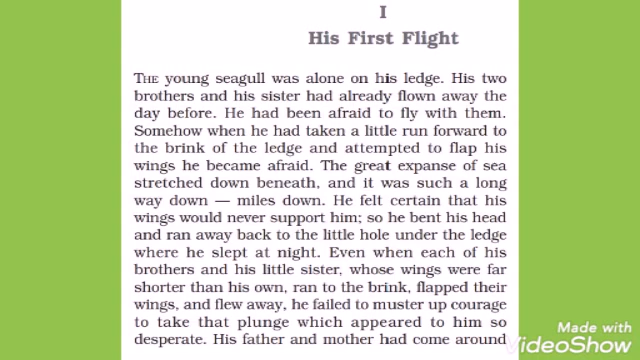 I
His First Flight
THE young seagull was alone on his ledge. His two
brothers and his sister had already flown away the
day before. He had been afraid to fly with them.
Somehow when he had taken a little run forward to
the brink of the ledge and attempted to flap his
wings he became afraid. The great expanse of sea
stretched down beneath, and it was such a long
way down — miles down. He felt certain that his
wings would never support him; so he bent his head
and ran away back to the little hole under the ledge
where he slept at night. Even when each of his
brothers and his little sister, whose wings were far
shorter than his own, ran to the brink, flapped their
wings, and flew away, he failed to muster up courage
to take that plunge which appeared to him so
desperate. His father and mother had come around
Made with
VideoShow